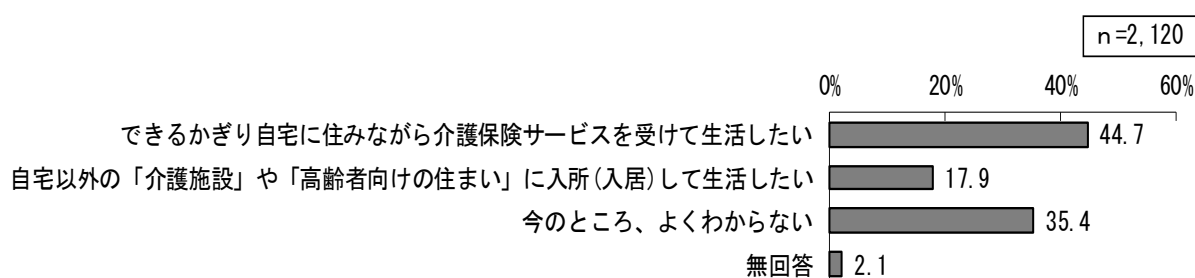 n=2,120
0% 20% 40% 60%
できるかぎり自宅に住みながら介護保険サービスを受けて生活したい 44.7
自宅以外の「介護施設」や「高齢者向けの住まい」に入所(入居)して生活したい 17.9
今のところ、よくわからない 35.4
無回答 2.1